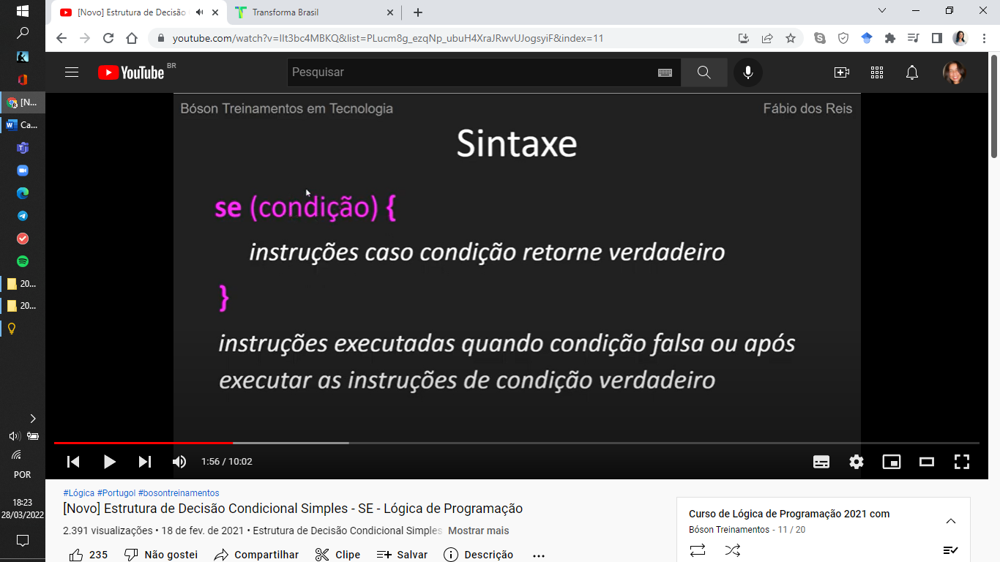 [Novo] Estrutura de Decisão
Transforma Brasil
youtube.com/watch?v=IIt3bc4MBKQ&list=PLucm8g_ezqNp_ubuH4XraJRwvUJogsyiF&index=11
YouTube BR
Pesquisar
[N...
Ca...
20...
20...
POR
18:23
28/03/2022
Bóson Treinamentos em Tecnologia
Fábio dos Reis
Sintaxe
se (condição) {
instruções caso condição retorne verdadeiro
}
instruções executadas quando condição falsa ou após
executar as instruções de condição verdadeiro
1:56 / 10:02
#Lógica #Portugol #bosontreinamentos
[Novo] Estrutura de Decisão Condicional Simples - SE - Lógica de Programação
2.391 visualizações • 18 de fev. de 2021 • Estrutura de Decisão Condicional Simples Mostrar mais
235 Não gostei Compartilhar Clipe Salvar Descrição
Curso de Lógica de Programação 2021 com
Bóson Treinamentos - 11 / 20